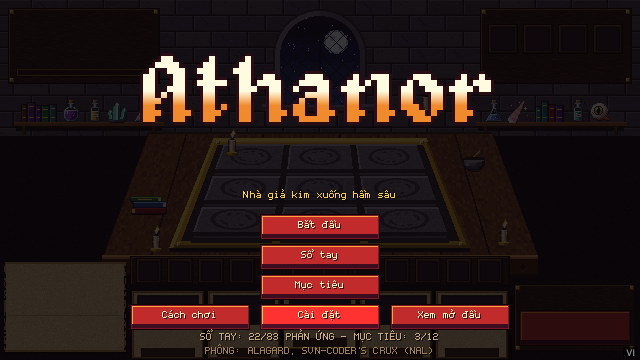 Athanor
Nhà giả kim xuống hầm sâu
Bắt đầu
Sổ tay
Mục tiêu
Cách chơi
Cài đặt
Xem mở đầu
SỔ TAY: 22/83 PHẢN ỨNG - MỤC TIÊU: 3/12
PHÔNG: ALAGARD, SVN-CODER'S CRUX (NAL)
VI